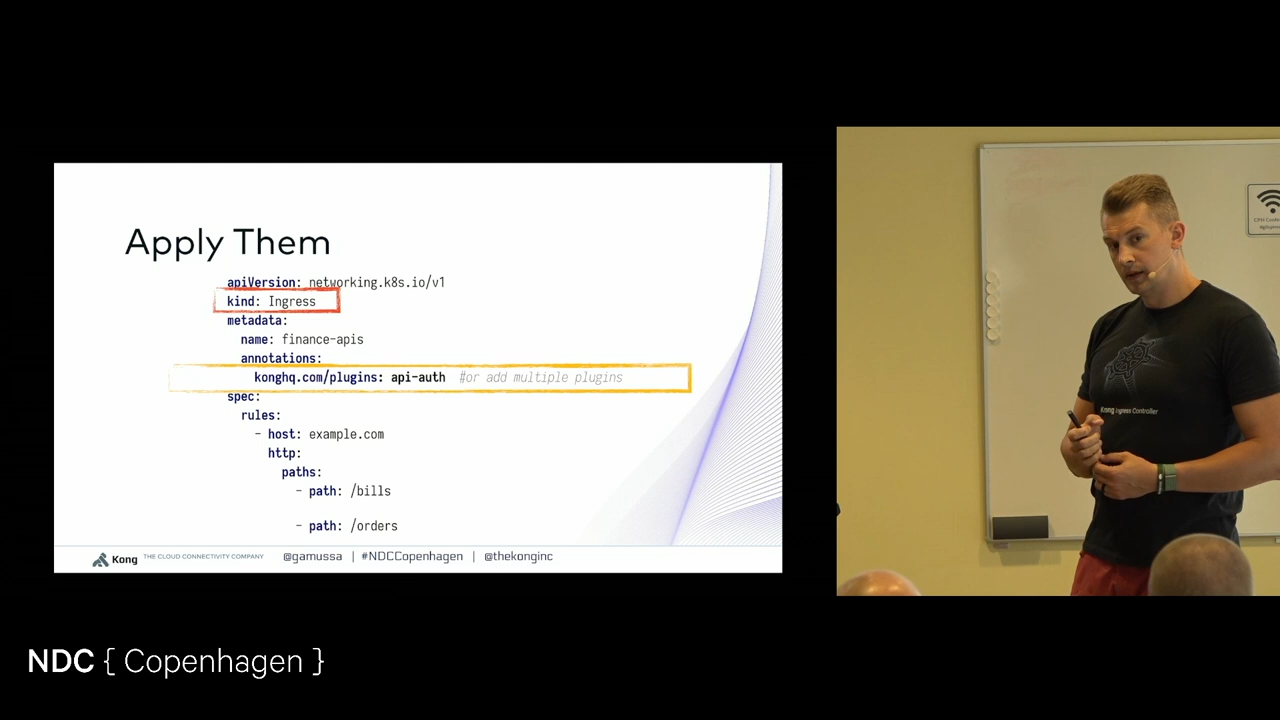 Apply Them
apiVersion: networking.k8s.io/v1
kind: Ingress
metadata:
name: finance-apis
annotations:
konghq.com/plugins: api-auth #or add multiple plugins
spec:
rules:
- host: example.com
http:
paths:
- path: /bills
- path: /orders
Kong THE CLOUD CONNECTIVITY COMPANY @gamussa | #NDCCopenhagen | @thekonginc
Kong Ingress Controller
NDC { Copenhagen }